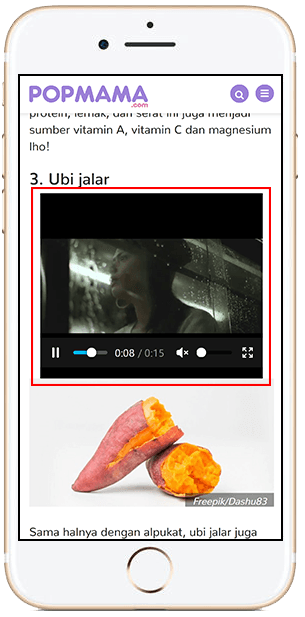 POPMAMA
.com
protein, lemak, dan serat ini juga menjadi
sumber vitamin A, vitamin C dan magnesium
lho!
3. Ubi jalar
0:08 / 0:15
Freepik/Dashu83
Sama halnya dengan alpukat, ubi jalar juga